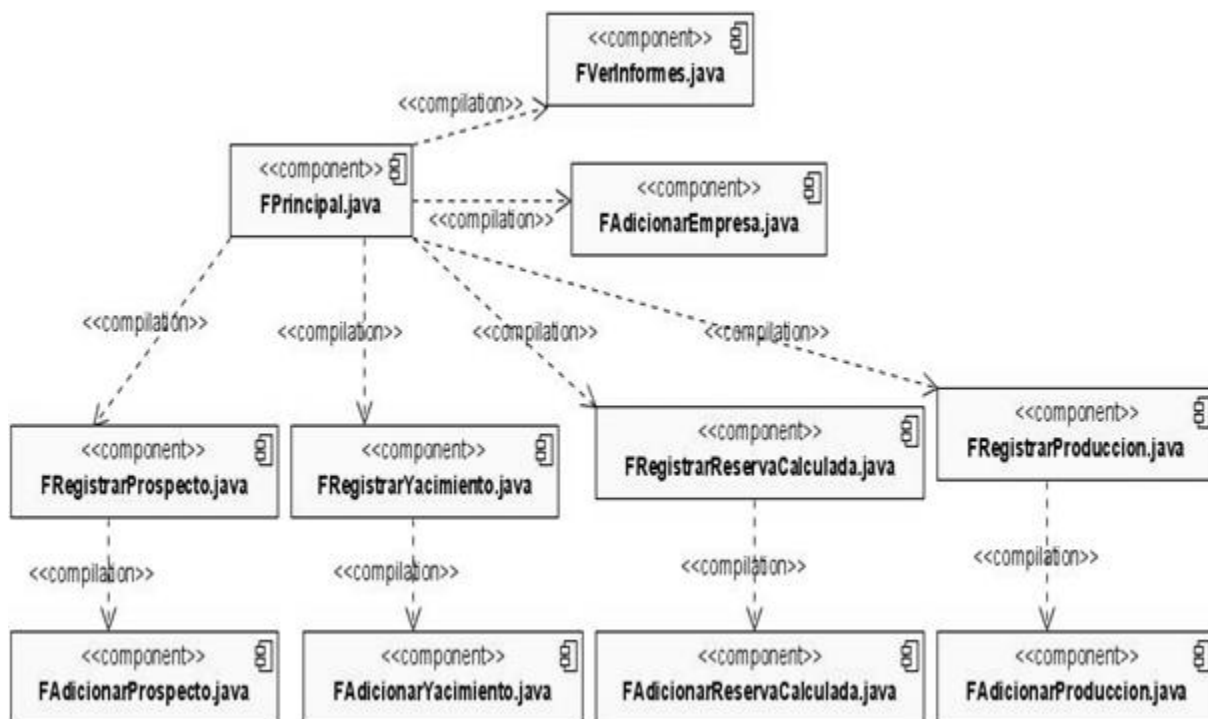 <<component>>
FVerInformes.java
<<compilation>>
<<component>>
FPrincipal.java
<<component>>
FAdicionarEmpresa.java
<<compilation>>
<<compilation>>
<<compilation>>
<<compilation>>
<<compilation>>
<<component>>
FRegistrarProspecto.java
<<component>>
FRegistrarYacimiento.java
<<component>>
FRegistrarReservaCalculada.java
<<component>>
FRegistrarProduccion.java
<<compilation>>
<<compilation>>
<<compilation>>
<<compilation>>
<<component>>
FAdicionarProspecto.java
<<component>>
FAdicionarYacimiento.java
<<component>>
FAdicionarReservaCalculada.java
<<component>>
FAdicionarProduccion.java